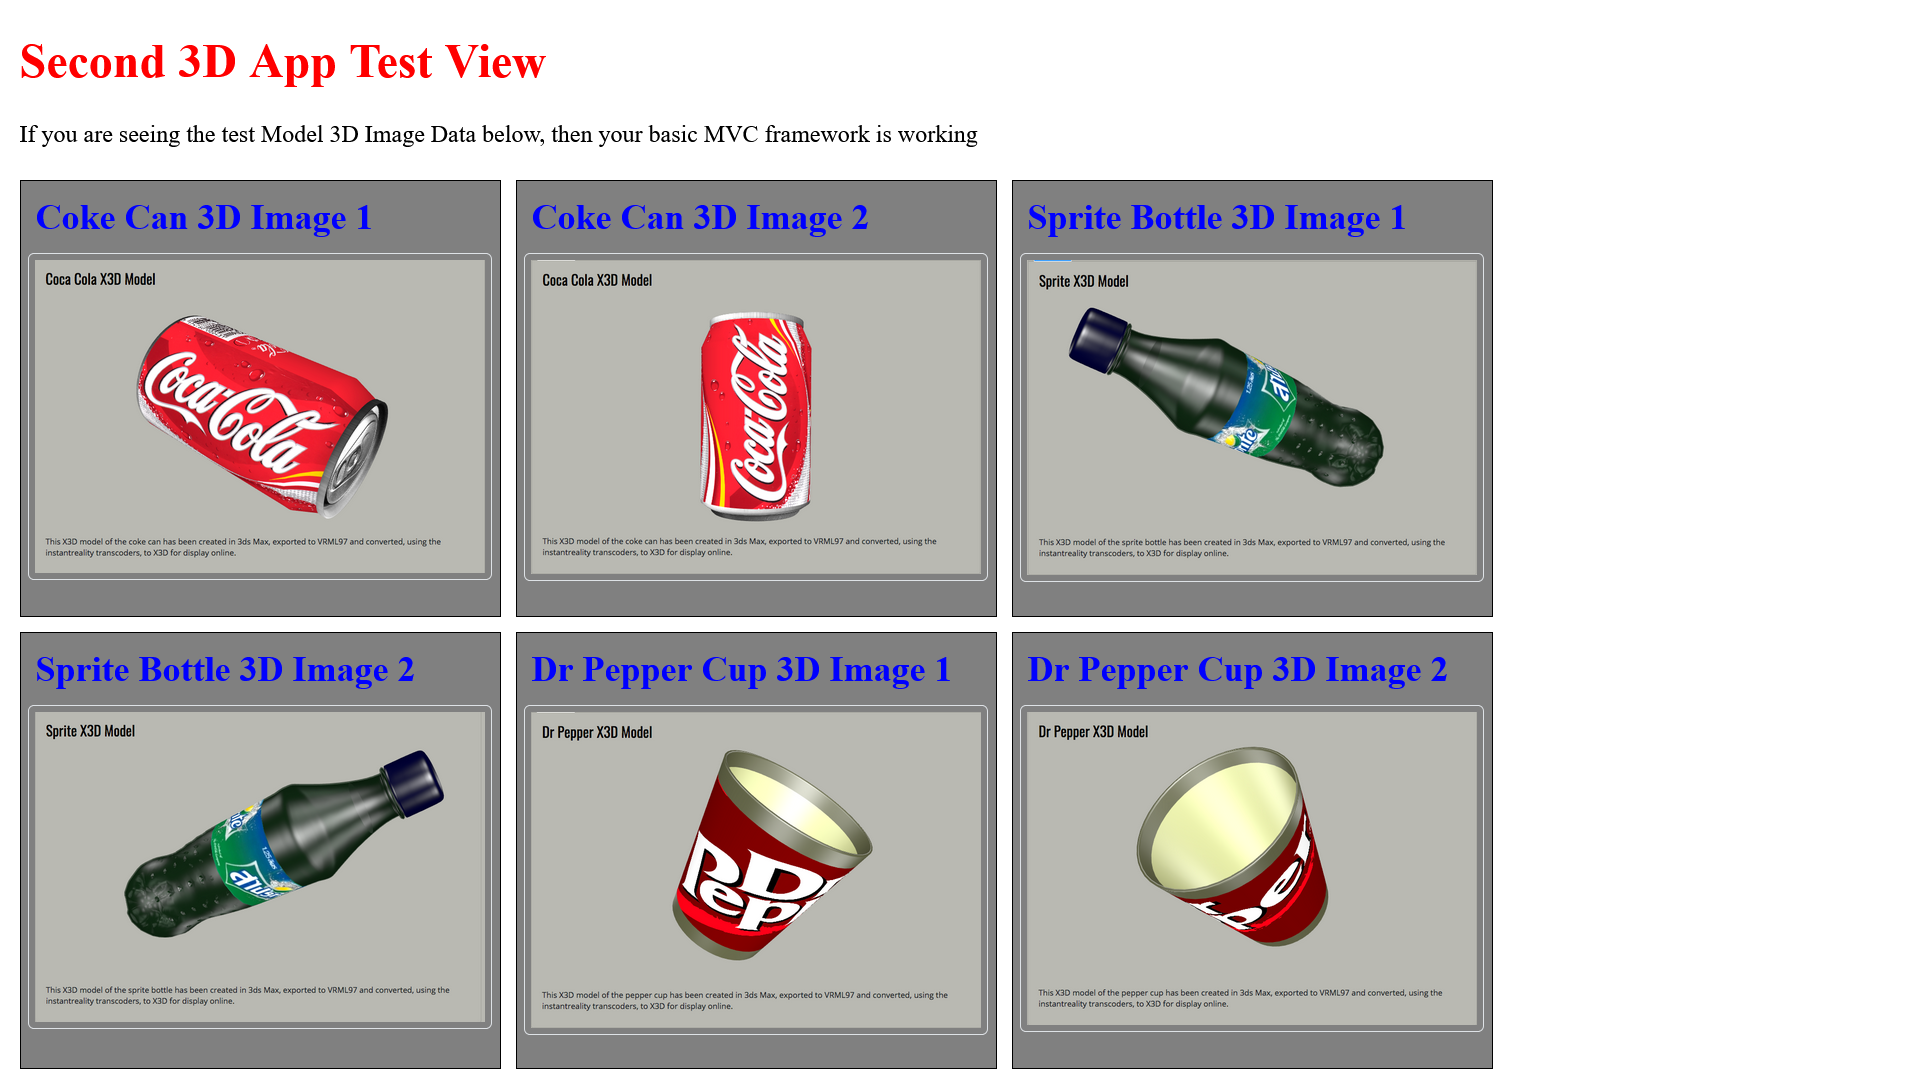 Second 3D App Test View
If you are seeing the test Model 3D Image Data below, then your basic MVC framework is working
Coke Can 3D Image 1
Coca Cola X3D Model
Coca-Cola
This X3D model of the coke can has been created in 3ds Max, exported to VRML97 and converted, using the
instantreality transcoders, to X3D for display online.
Coke Can 3D Image 2
Coca Cola X3D Model
Coca-Cola
This X3D model of the coke can has been created in 3ds Max, exported to VRML97 and converted, using the
instantreality transcoders, to X3D for display online.
Sprite Bottle 3D Image 1
Sprite X3D Model
This X3D model of the sprite bottle has been created in 3ds Max, exported to VRML97 and converted, using the
instantreality transcoders, to X3D for display online.
Sprite Bottle 3D Image 2
Sprite X3D Model
This X3D model of the sprite bottle has been created in 3ds Max, exported to VRML97 and converted, using the
instantreality transcoders, to X3D for display online.
Dr Pepper Cup 3D Image 1
Dr Pepper X3D Model
This X3D model of the pepper cup has been created in 3ds Max, exported to VRML97 and converted, using the
instantreality transcoders, to X3D for display online.
Dr Pepper Cup 3D Image 2
Dr Pepper X3D Model
This X3D model of the pepper cup has been created in 3ds Max, exported to VRML97 and converted, using the
instantreality transcoders, to X3D for display online.